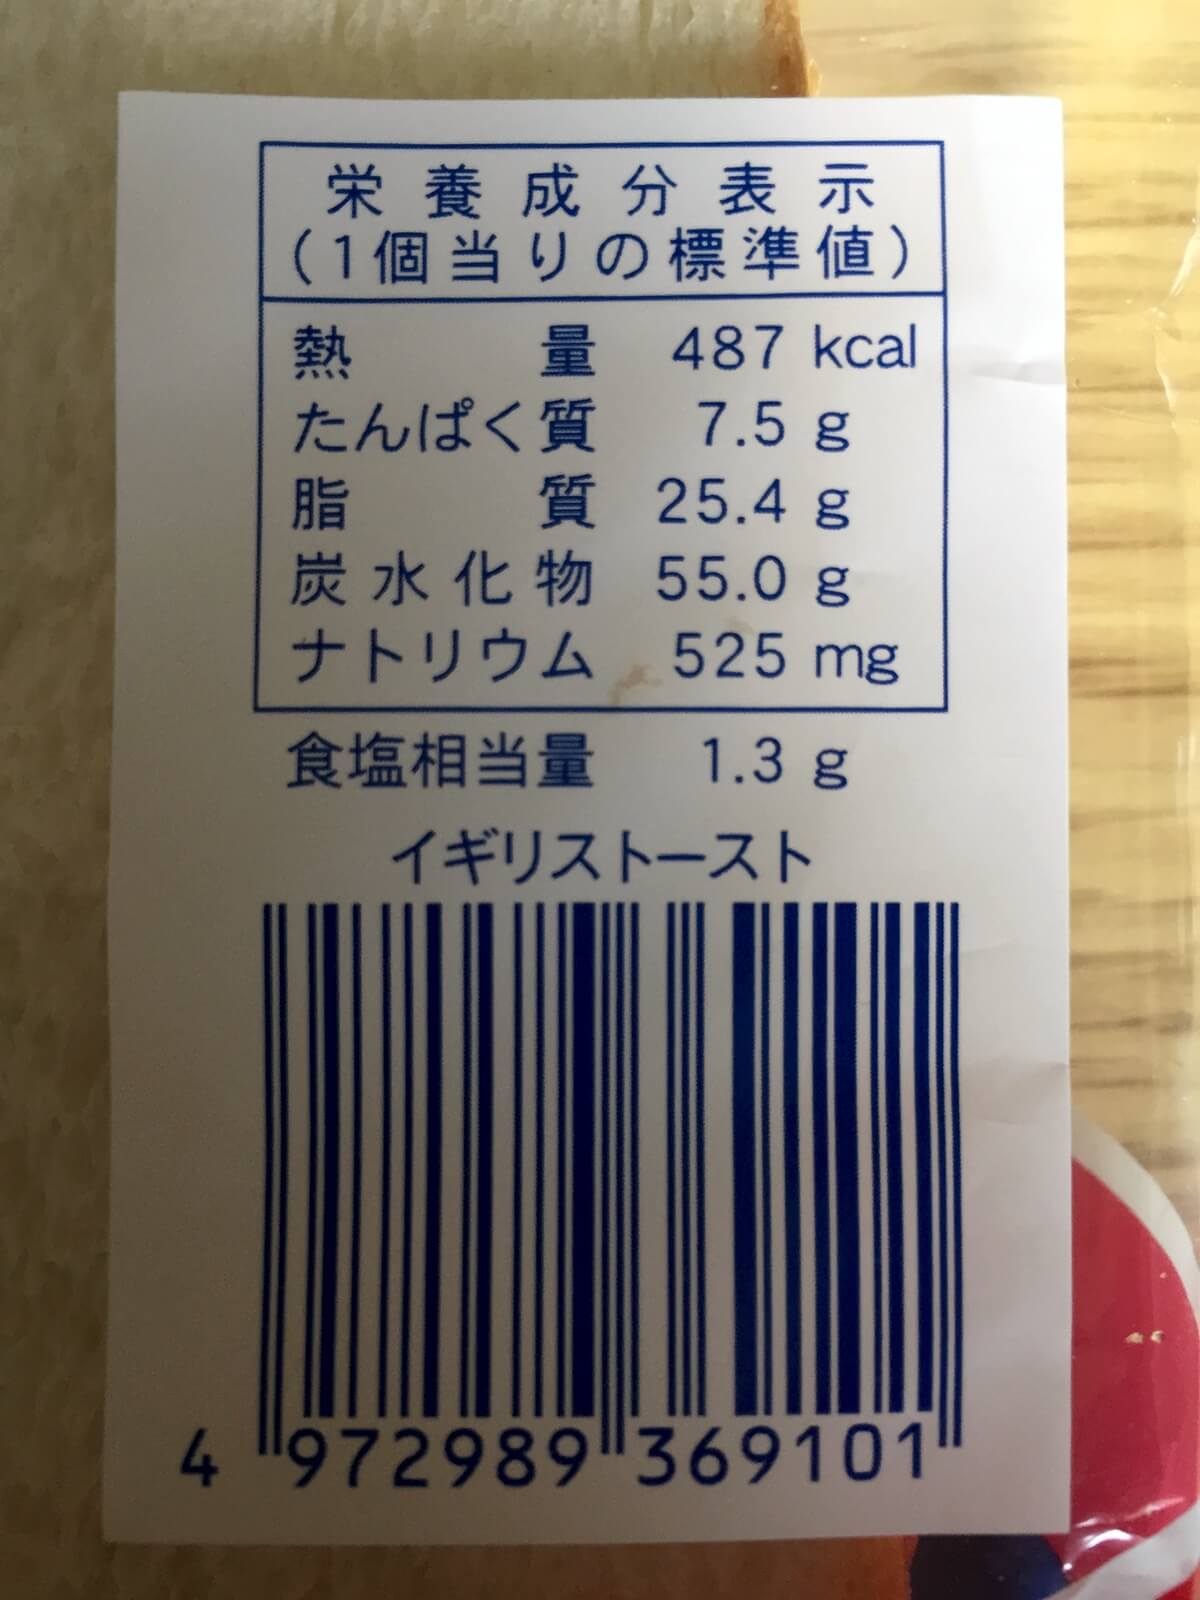 栄養成分表示
(1個当りの標準値)
熱量 487 kcal
たんぱく質 7.5 g
脂質 25.4 g
炭水化物 55.0 g
ナトリウム 525 mg
食塩相当量 1.3 g
イギリストースト
4 972989 369101